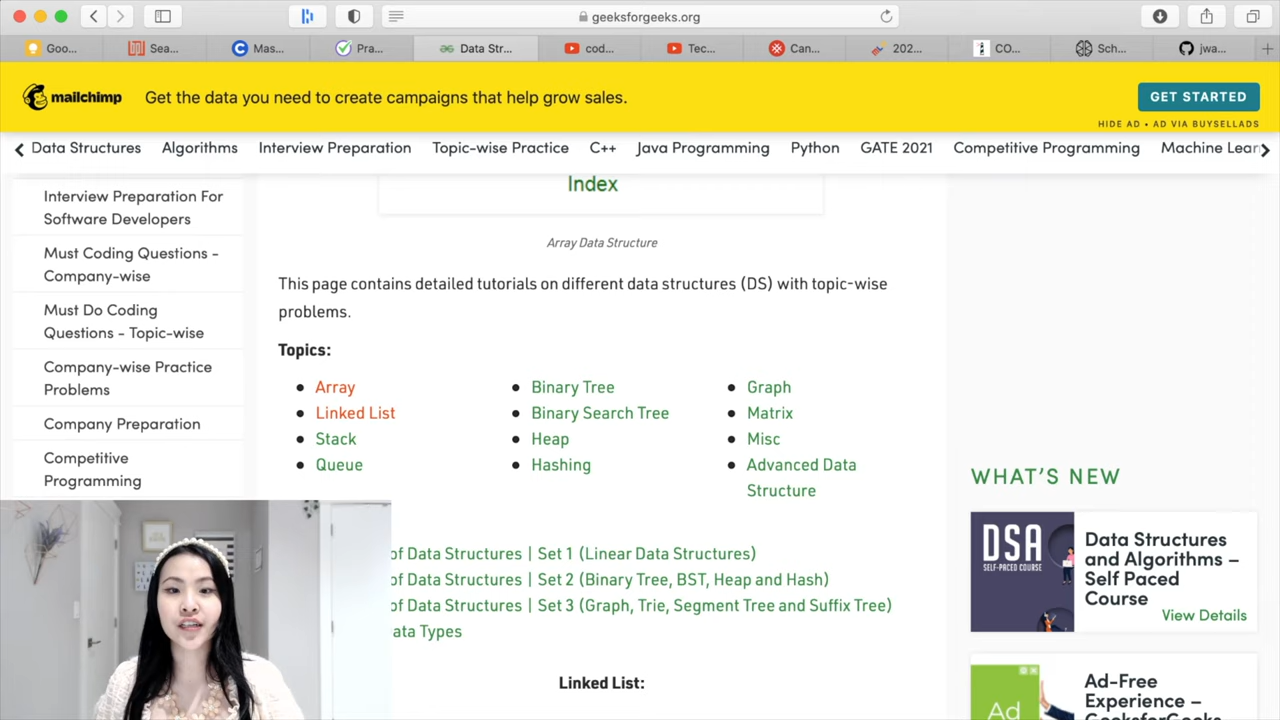 geeksforgeeks.org
Goo...
Sea...
Mas...
Pra...
Data Str...
cod...
Tec...
Can...
202...
CO...
Sch...
jwa...
mailchimp
Get the data you need to create campaigns that help grow sales.
GET STARTED
HIDE AD • AD VIA BUYSELLADS
Data Structures
Algorithms
Interview Preparation
Topic-wise Practice
C++
Java Programming
Python
GATE 2021
Competitive Programming
Machine Lear
Interview Preparation For
Software Developers
Must Coding Questions -
Company-wise
Must Do Coding
Questions - Topic-wise
Company-wise Practice
Problems
Company Preparation
Competitive
Programming
Index
Array Data Structure
This page contains detailed tutorials on different data structures (DS) with topic-wise
problems.
Topics:
Array
Linked List
Stack
Queue
Binary Tree
Binary Search Tree
Heap
Hashing
Graph
Matrix
Misc
Advanced Data
Structure
of Data Structures | Set 1 (Linear Data Structures)
of Data Structures | Set 2 (Binary Tree, BST, Heap and Hash)
of Data Structures | Set 3 (Graph, Trie, Segment Tree and Suffix Tree)
ata Types
Linked List:
WHAT'S NEW
DSA
SELF-PACED COURSE
Data Structures
and Algorithms –
Self Paced
Course
View Details
Ad
Ad-Free
Experience –
GeeksforGeeks